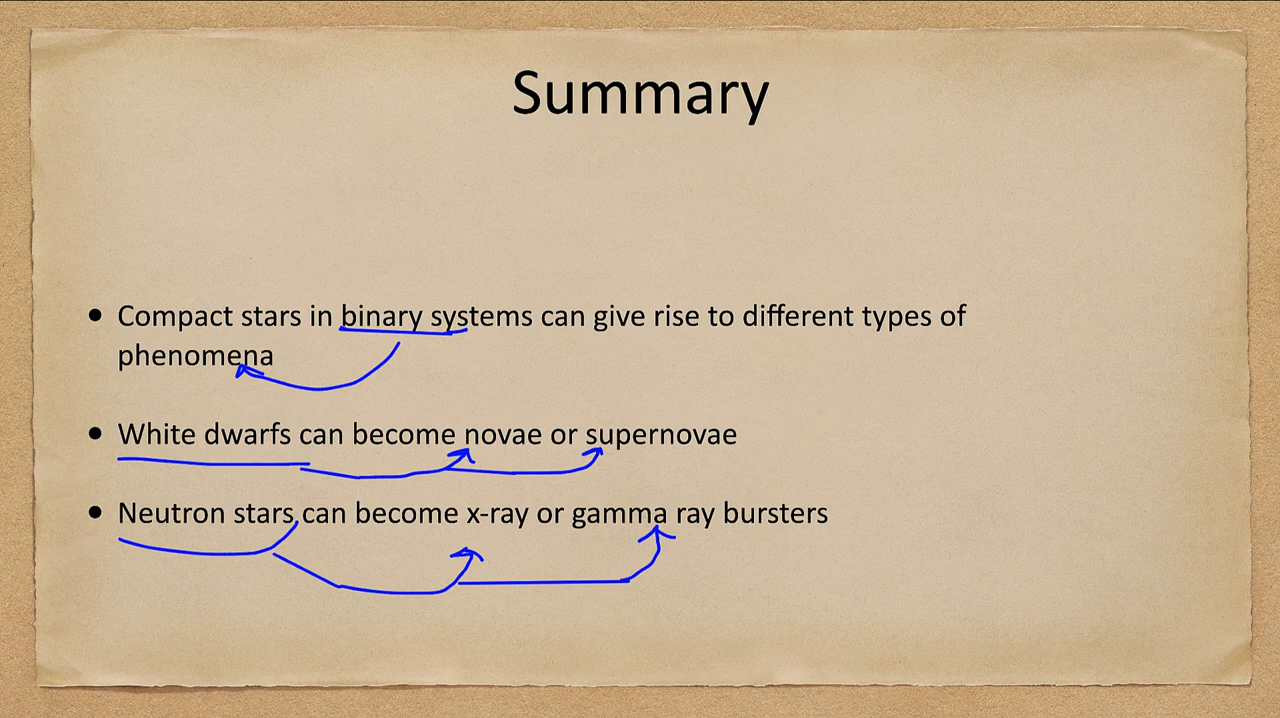 Summary
• Compact stars in binary systems can give rise to different types of
phenomena
• White dwarfs can become novae or supernovae
• Neutron stars can become x-ray or gamma ray bursters